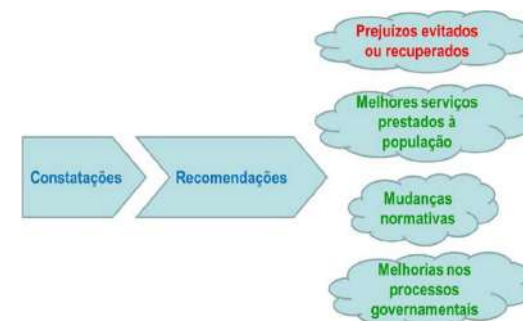 Constatações
Recomendações
Prejuízos evitados
ou recuperados
Melhores serviços
prestados à
população
Mudanças
normativas
Melhorias nos
processos
governamentais